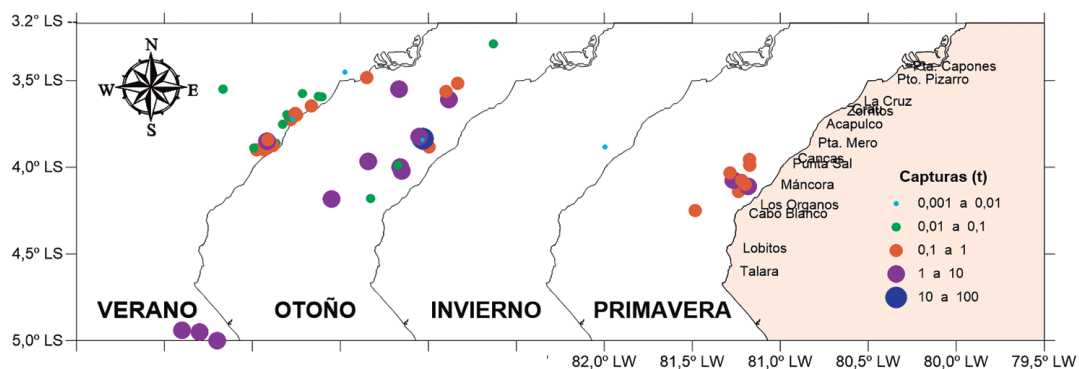 3.2° LS
N
W E
S
3,5° LS
4,0° LS
4,5° LS
5,0° LS
Pta. Capones
Pto. Pizarro
La Cruz
Zorritos
Acapulco
Pta. Mero
Cancas
Punta Sal
Máncora
Los Organos
Cabo Blanco
Lobitos
Talara
Capturas (t)
0,001 a 0,01
0,01 a 0,1
0,1 a 1
1 a 10
10 a 100
VERANO OTOÑO INVIERNO PRIMAVERA
82,0° LW 81,5° LW 81,0° LW 80,5° LW 80,0° LW 79,5° LW